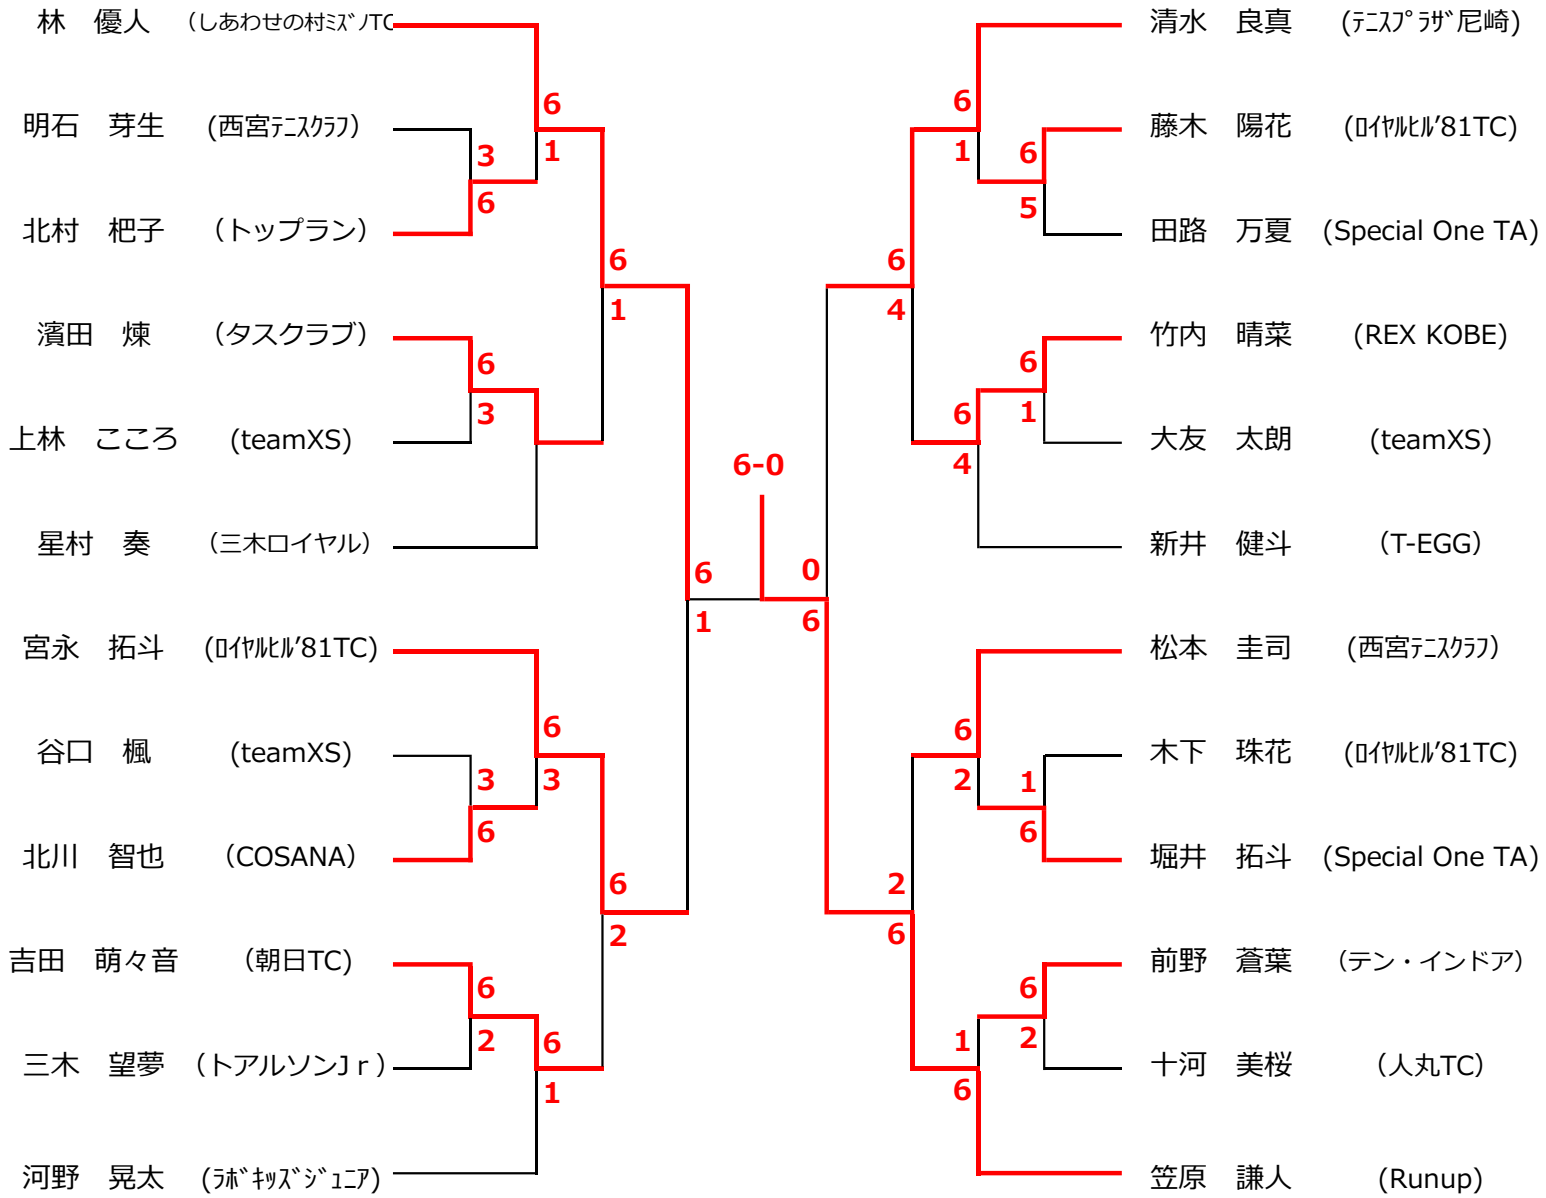 林　優人　(しあわせの村ﾐｽﾞﾉTC
6
明石　芽生　(西宮ﾃﾆｽｸﾗﾌﾞ)
3
1
6
北村　杷子　（トップラン）
6
1
濱田　煉　（タスクラブ）
6
3
上林　こころ　(teamXS)
星村　奏　（三木ロイヤル）
6
1
宮永　拓斗　(ﾛｲﾔﾙﾋﾙ'81TC)
6
谷口　楓　(teamXS)
3
3
6
北川　智也　（COSANA）
6
2
吉田　萌々音　（朝日TC)
6
2
6
三木　望夢　（トアルソンJｒ）
1
河野　晃太　(ﾗﾎﾞｷｯｽﾞｼﾞｭﾆｱ)
6-0
清水　良真　(ﾃﾆｽﾌﾟﾗｻﾞ尼崎)
6
藤木　陽花　(ﾛｲﾔﾙﾋﾙ'81TC)
1
6
5
田路　万夏　(Special One TA)
6
4
竹内　晴菜　(REX KOBE)
6
6
1
大友　太朗　(teamXS)
4
新井　健斗　（T-EGG）
0
6
松本　圭司　(西宮ﾃﾆｽｸﾗﾌﾞ)
6
木下　珠花　(ﾛｲﾔﾙﾋﾙ'81TC)
2
1
6
堀井　拓斗　(Special One TA)
2
6
前野　蒼葉　（テン・インドア）
6
1
2
十河　美桜　（人丸TC）
6
笠原　謙人　(Runup)